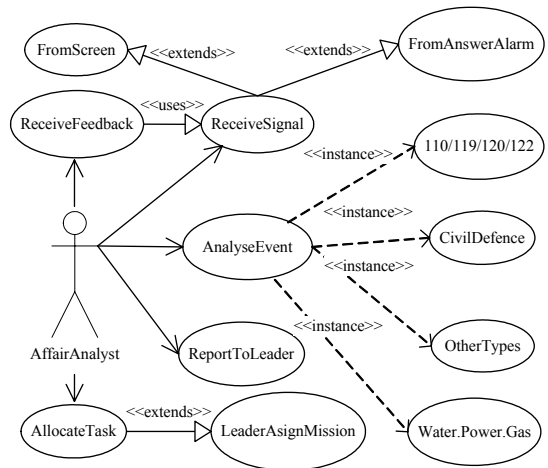 FromScreen
<<extends>>
<<extends>>
FromAnswerAlarm
<<uses>>
ReceiveFeedback
ReceiveSignal
110/119/120/122
<<instance>>
AnalyseEvent
CivilDefence
<<instance>>
<<instance>>
AffairAnalyst
ReportToLeader
OtherTypes
<<extends>>
AllocateTask
LeaderAsignMission
Water.Power.Gas